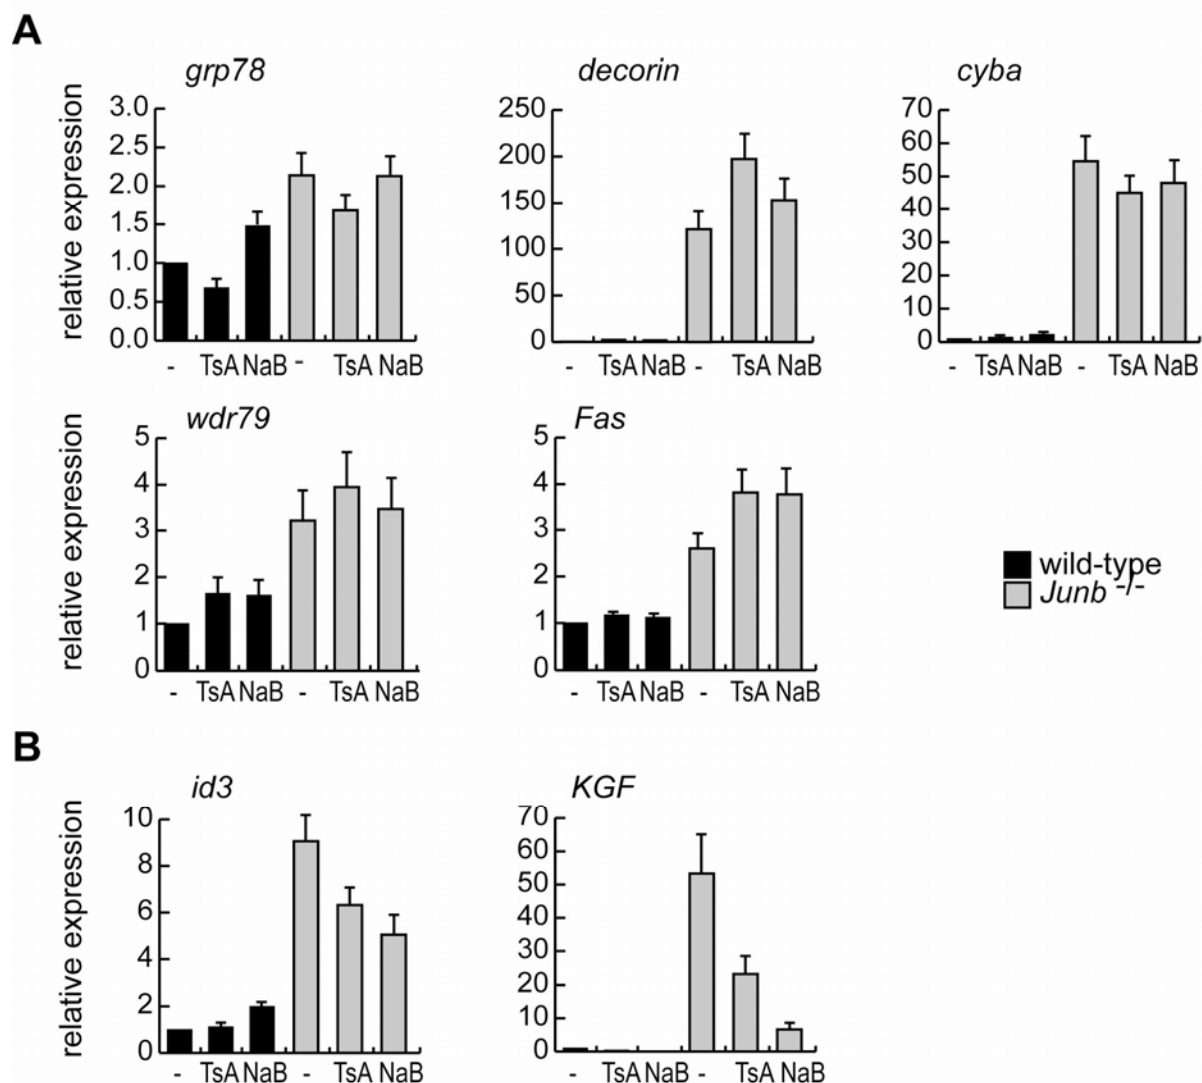 A
grp78
decorin
cyba
relative expression
3.0
2.5
2.0
1.5
1.0
0.5
0.0
- TsA NaB - TsA NaB
250
200
150
100
50
0
- TsA NaB - TsA NaB
70
60
50
40
30
20
10
0
- TsA NaB - TsA NaB
wdr79
Fas
relative expression
5
4
3
2
1
0
- TsA NaB - TsA NaB
5
4
3
2
1
0
- TsA NaB - TsA NaB
wild-type
Junb -/-
B
id3
KGF
relative expression
10
8
6
4
2
0
- TsA NaB - TsA NaB
70
60
50
40
30
20
10
0
- TsA NaB - TsA NaB